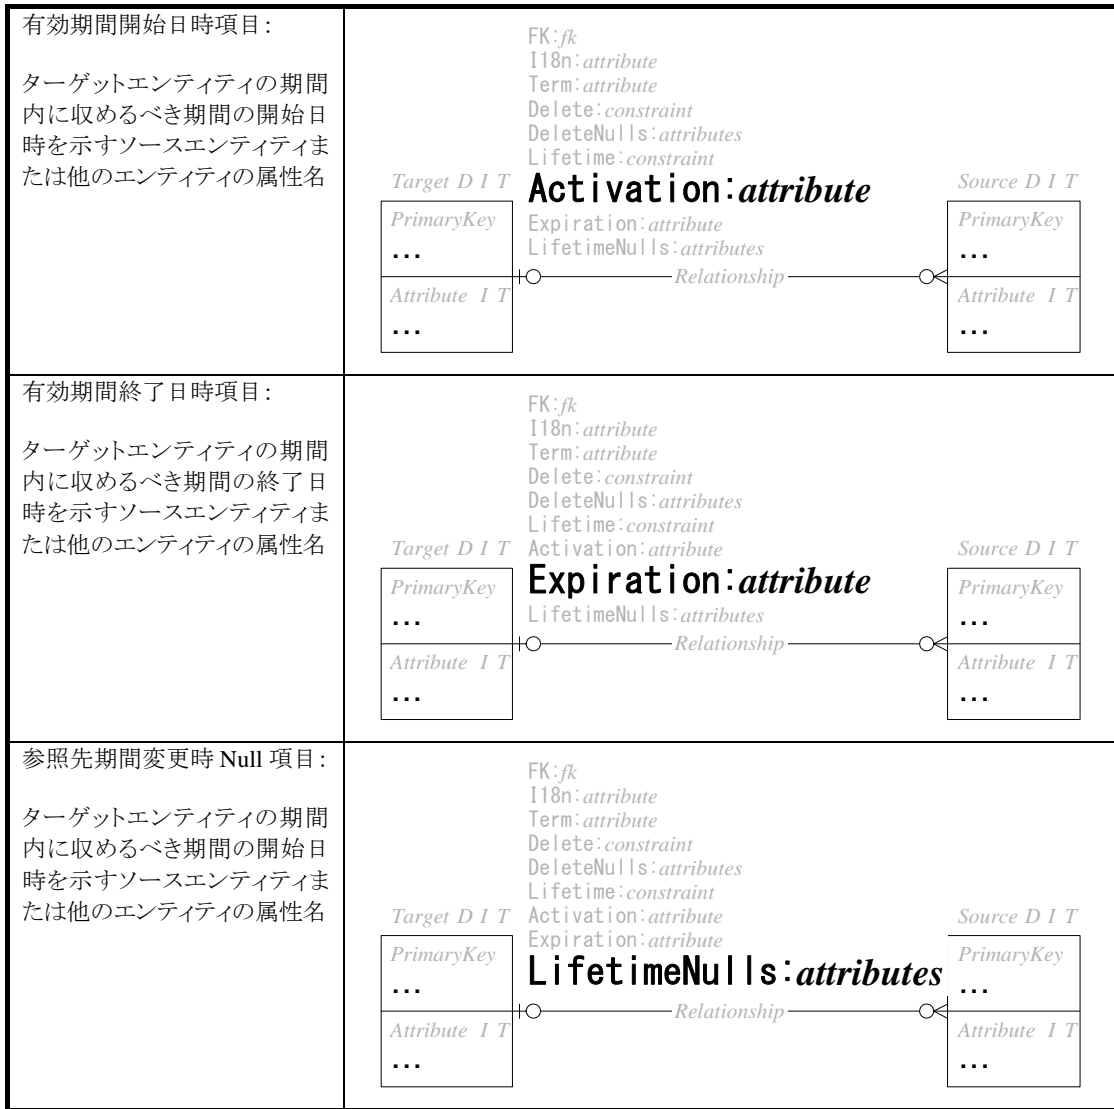 有効期間開始日時項目:
ターゲットエンティティの期間
内に収めるべき期間の開始日
時を示すソースエンティティま
たは他のエンティティの属性名
FK:fk
I18n:attribute
Term:attribute
Delete:constraint
DeleteNulls:attributes
Lifetime:constraint
Target D I T
Activation:attribute
Source D I T
PrimaryKey
Expiration:attribute
PrimaryKey
...
LifetimeNulls:attributes
...
Relationship
Attribute I T
Attribute I T
...
...
有効期間終了日時項目:
ターゲットエンティティの期間
内に収めるべき期間の終了日
時を示すソースエンティティま
たは他のエンティティの属性名
FK:fk
I18n:attribute
Term:attribute
Delete:constraint
DeleteNulls:attributes
Lifetime:constraint
Target D I T
Activation:attribute
Source D I T
PrimaryKey
Expiration:attribute
PrimaryKey
...
LifetimeNulls:attributes
...
Relationship
Attribute I T
Attribute I T
...
...
参照先期間変更時 Null 項目:
ターゲットエンティティの期間
内に収めるべき期間の開始日
時を示すソースエンティティま
たは他のエンティティの属性名
FK:fk
I18n:attribute
Term:attribute
Delete:constraint
DeleteNulls:attributes
Lifetime:constraint
Target D I T
Activation:attribute
Source D I T
Expiration:attribute
PrimaryKey
PrimaryKey
LifetimeNulls:attributes
...
...
Relationship
Attribute I T
Attribute I T
...
...